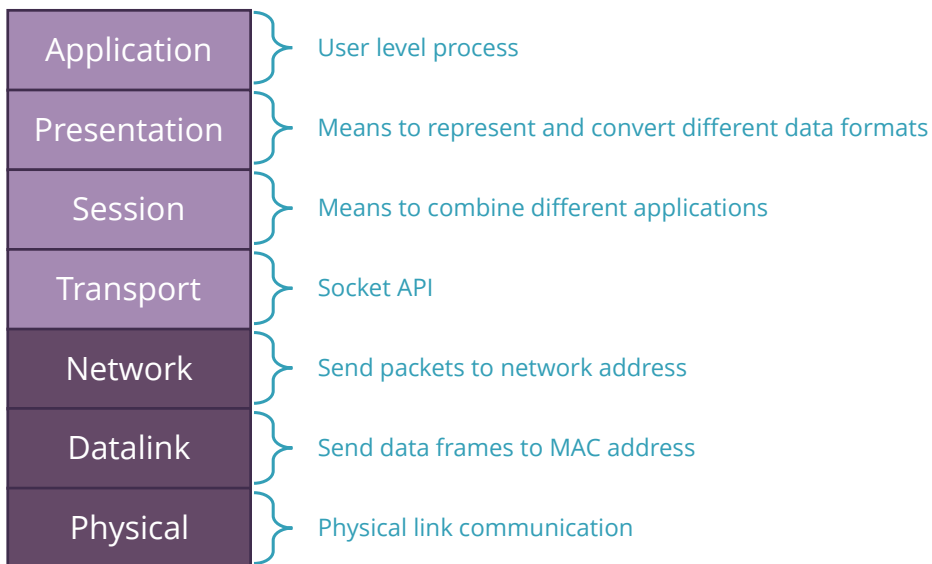 Application
User level process
Presentation
Means to represent and convert different data formats
Session
Means to combine different applications
Transport
Socket API
Network
Send packets to network address
Datalink
Send data frames to MAC address
Physical
Physical link communication